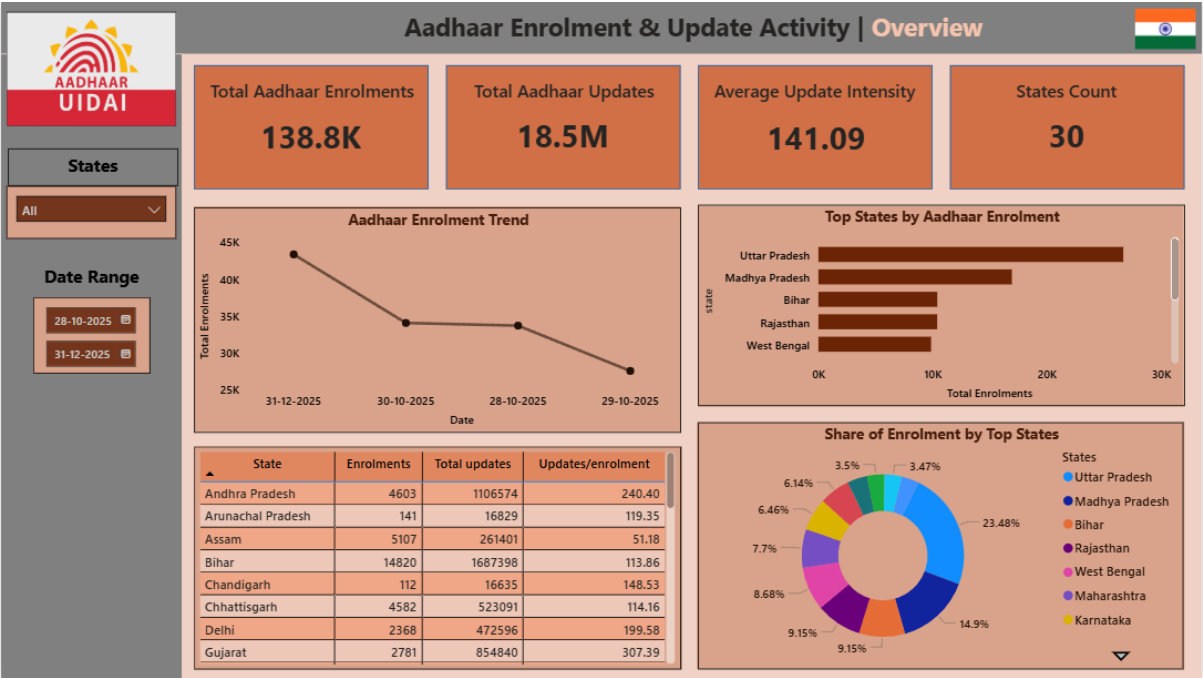 Aadhaar Enrolment & Update Activity | Overview
AADHAAR
UIDAI
States
All
Date Range
28-10-2025
31-12-2025
Total Aadhaar Enrolments
138.8K
Total Aadhaar Updates
18.5M
Average Update Intensity
141.09
States Count
30
Aadhaar Enrolment Trend
Total Enrolments
45K
40K
35K
30K
25K
31-12-2025 30-10-2025 28-10-2025 29-10-2025
Date
Top States by Aadhaar Enrolment
state
Uttar Pradesh
Madhya Pradesh
Bihar
Rajasthan
West Bengal
0K 10K 20K 30K
Total Enrolments
State Enrolments Total updates Updates/enrolment
Andhra Pradesh 4603 1106574 240.40
Arunachal Pradesh 141 16829 119.35
Assam 5107 261401 51.18
Bihar 14820 1687398 113.86
Chandigarh 112 16635 148.53
Chhattisgarh 4582 523091 114.16
Delhi 2368 472596 199.58
Gujarat 2781 854840 307.39
Share of Enrolment by Top States
3.5% 3.47%
6.14%
6.46%
23.48%
7.7%
8.68%
14.9%
9.15%
9.15%
States
Uttar Pradesh
Madhya Pradesh
Bihar
Rajasthan
West Bengal
Maharashtra
Karnataka